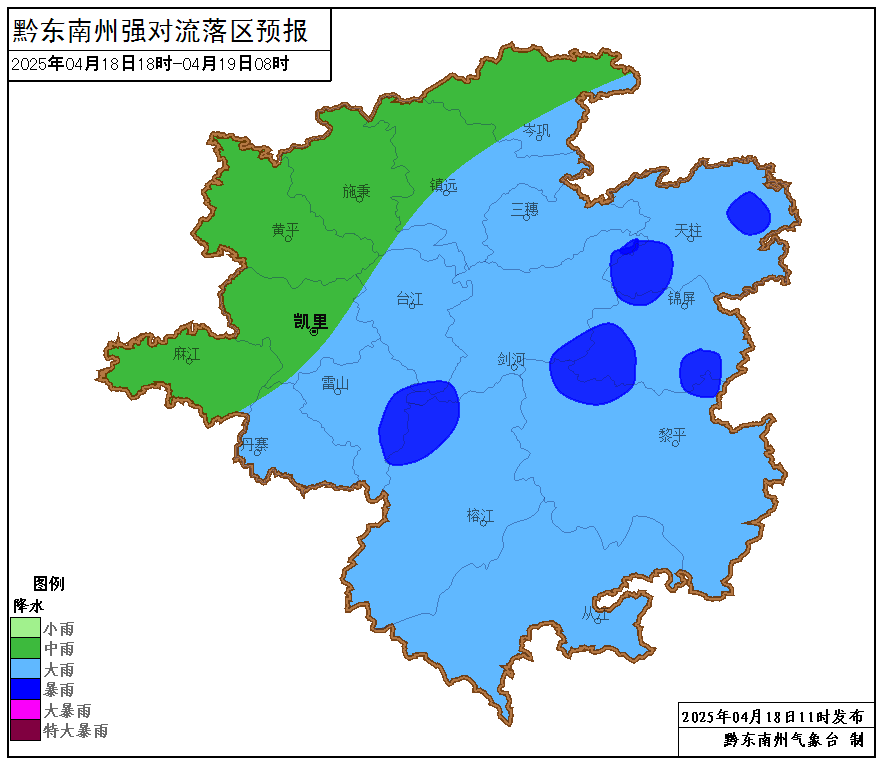 黔东南州强对流落区预报
2025年04月18日18时-04月19日08时
岑巩
施秉
镇远
三穗
黄平
天柱
台江
锦屏
凯里
麻江
剑河
雷山
丹寨
黎平
榕江
从江
图例
降水
小雨
中雨
大雨
暴雨
大暴雨
特大暴雨
2025年04月18日11时发布
黔东南州气象台 制